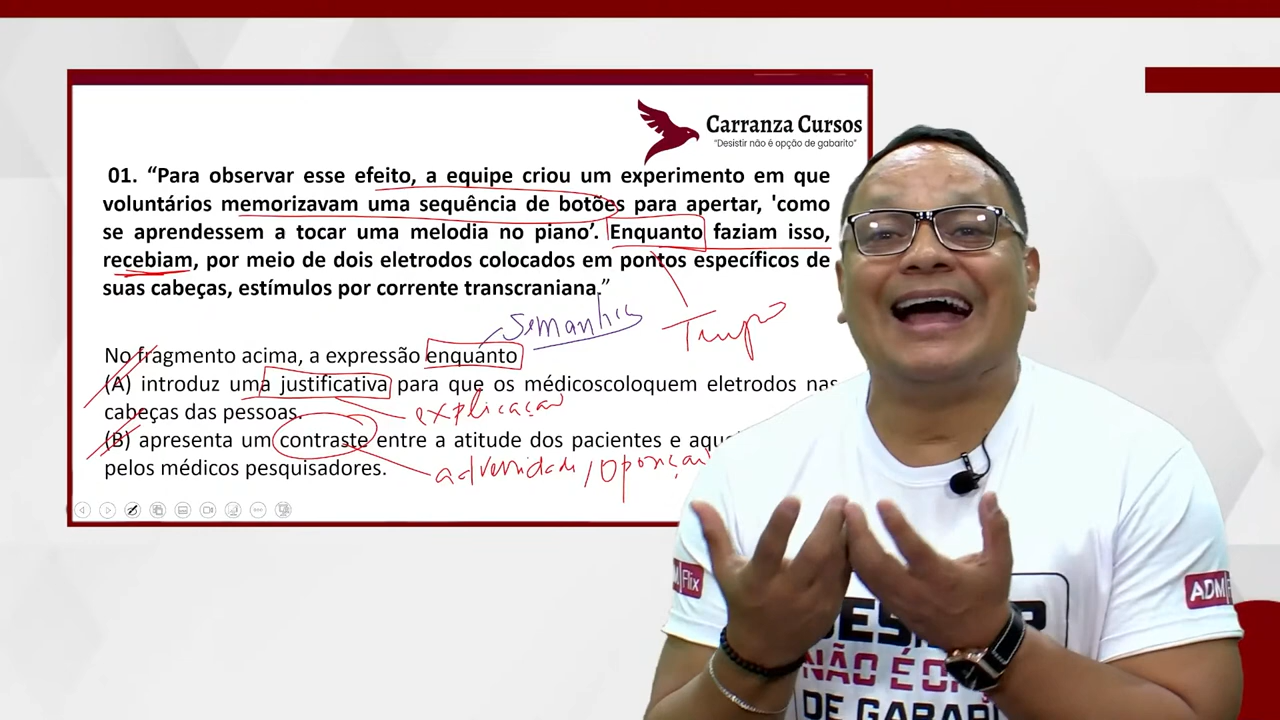 Carranza Cursos
"Desistir não é opção de gabarito"
01. “Para observar esse efeito, a equipe criou um experimento em que
voluntários memorizavam uma sequência de botões para apertar, 'como
se aprendessem a tocar uma melodia no piano’. Enquanto faziam isso,
recebiam, por meio de dois eletrodos colocados em pontos específicos de
suas cabeças, estímulos por corrente transcraniana.”
Tempo
No fragmento acima, a expressão enquanto
(A) introduz uma justificativa para que os médicoscoloquem eletrodos nas
cabeças das pessoas.
explicação
(B) apresenta um contraste entre a atitude dos pacientes e
pelos médicos pesquisadores.
adversidade, oposição
Flix
ADM
NÃO É
DE